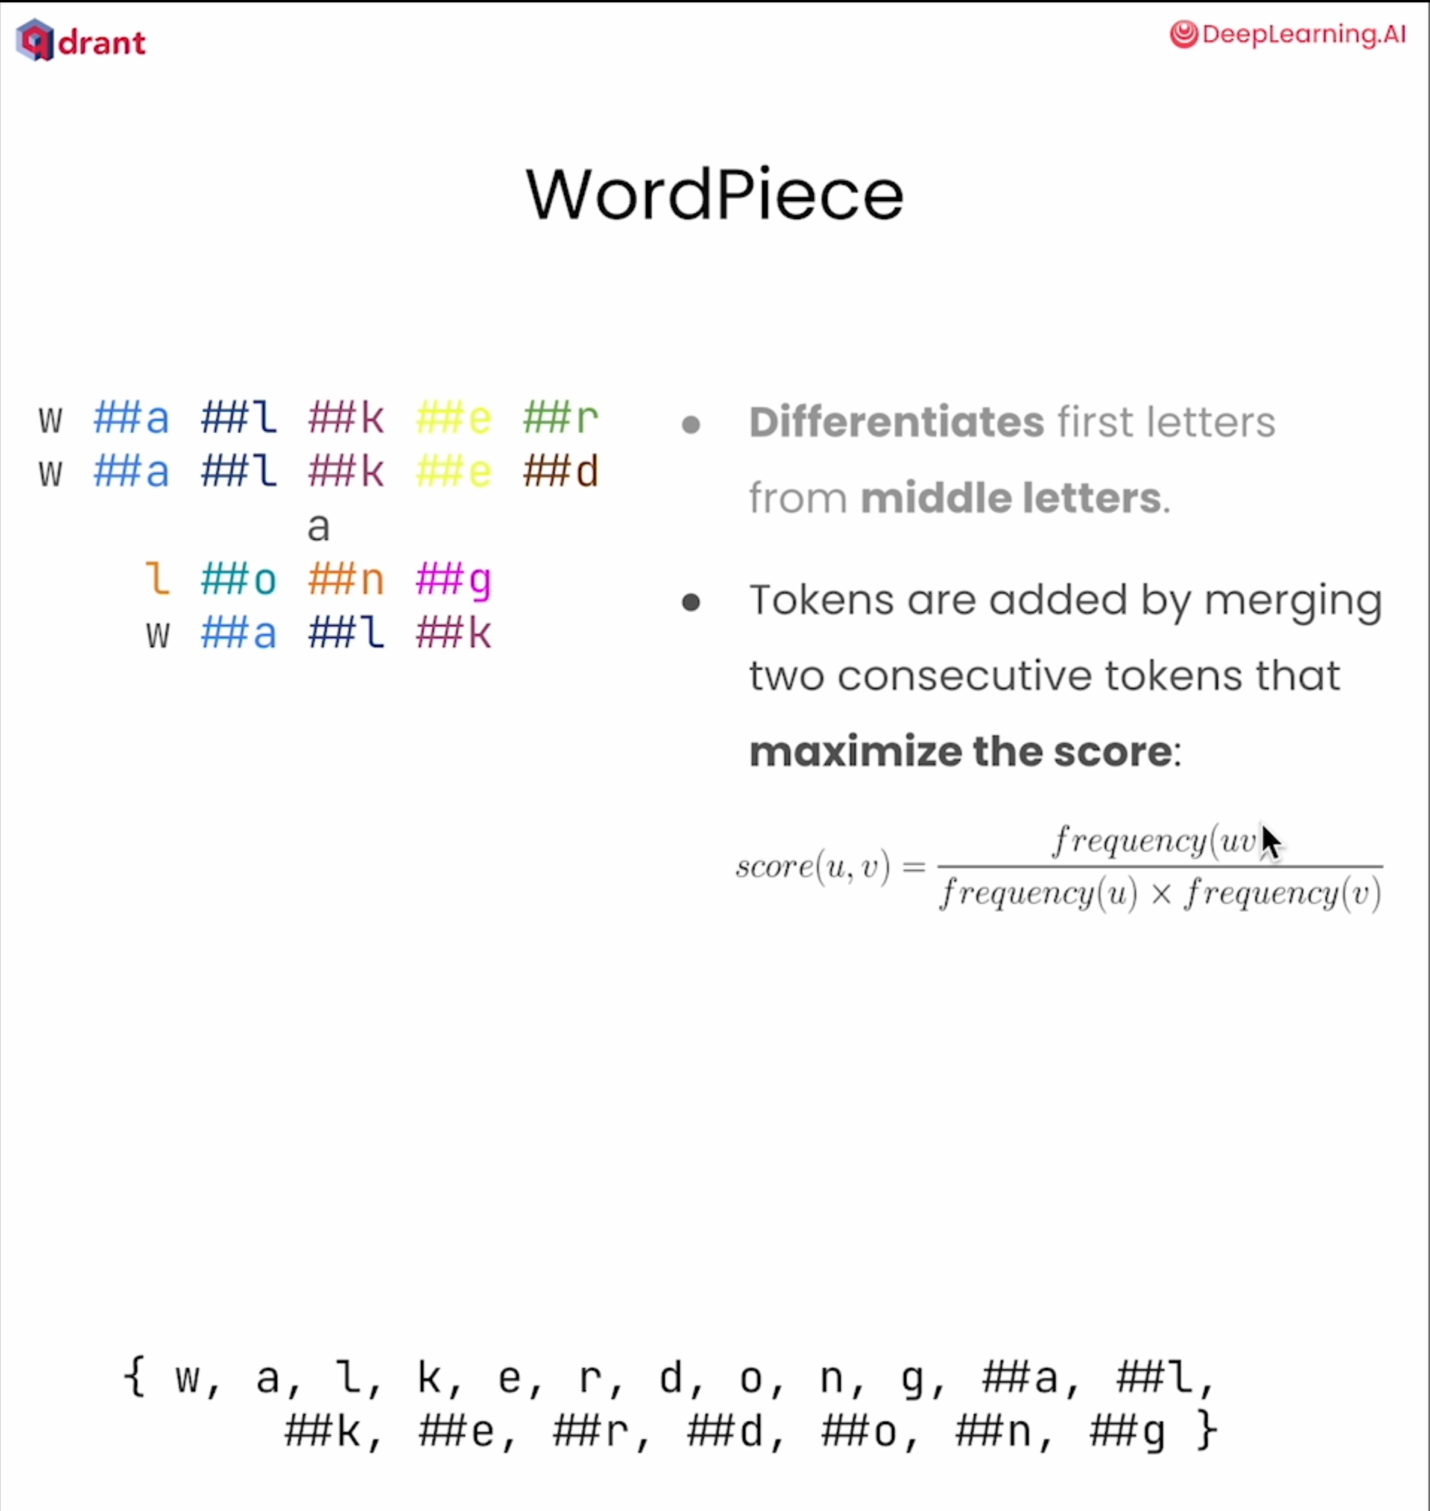 qdrant
DeepLearning.AI
WordPiece
w ##a ##l ##k ##e ##r
w ##a ##l ##k ##e ##d
a
l ##o ##n ##g
w ##a ##l ##k
● Differentiates first letters
from middle letters.
● Tokens are added by merging
two consecutive tokens that
maximize the score:
score(u, v) = frequency(uv / frequency(u) × frequency(v)
{ w, a, l, k, e, r, d, o, n, g, ##a, ##l,
##k, ##e, ##r, ##d, ##o, ##n, ##g }